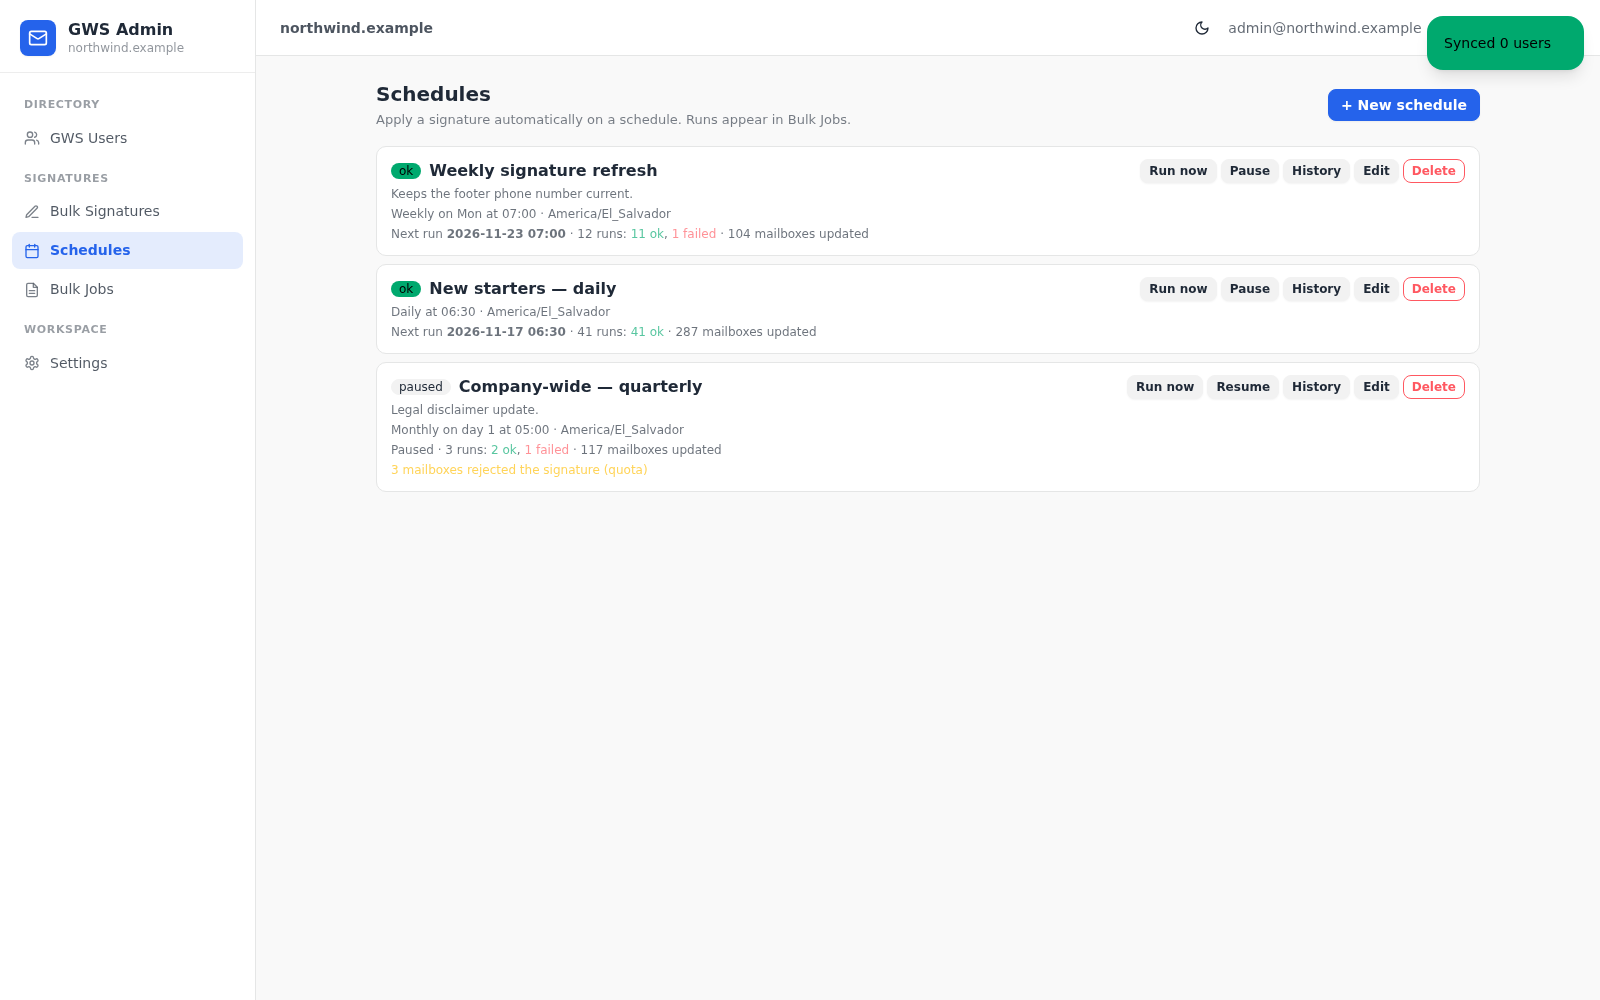 GWS Admin
northwind.example
DIRECTORY
GWS Users
SIGNATURES
Bulk Signatures
Schedules
Bulk Jobs
WORKSPACE
Settings
northwind.example
admin@northwind.example
Synced 0 users
Schedules
Apply a signature automatically on a schedule. Runs appear in Bulk Jobs.
+ New schedule
ok Weekly signature refresh
Run now Pause History Edit Delete
Keeps the footer phone number current.
Weekly on Mon at 07:00 · America/El_Salvador
Next run 2026-11-23 07:00 · 12 runs: 11 ok, 1 failed · 104 mailboxes updated
ok New starters — daily
Run now Pause History Edit Delete
Daily at 06:30 · America/El_Salvador
Next run 2026-11-17 06:30 · 41 runs: 41 ok · 287 mailboxes updated
paused Company-wide — quarterly
Run now Resume History Edit Delete
Legal disclaimer update.
Monthly on day 1 at 05:00 · America/El_Salvador
Paused · 3 runs: 2 ok, 1 failed · 117 mailboxes updated
3 mailboxes rejected the signature (quota)